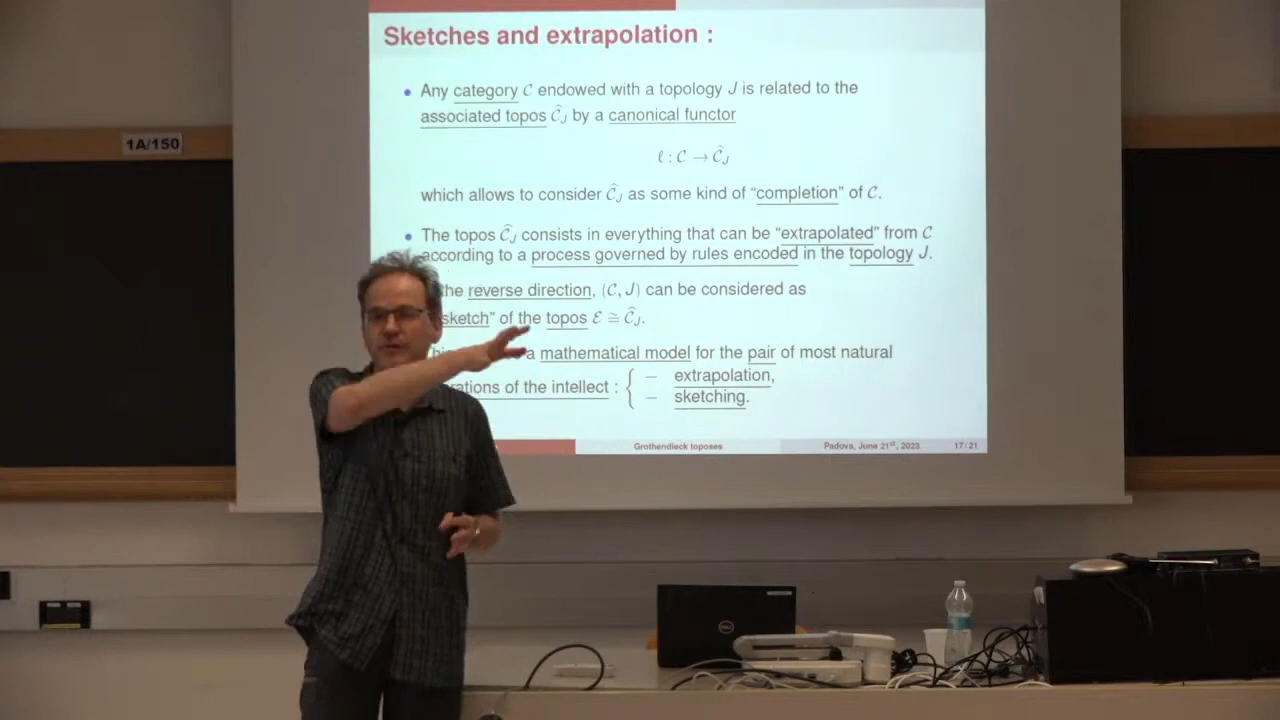 Sketches and extrapolation :
1A/150
• Any category C endowed with a topology J is related to the
associated topos Ĉ_J by a canonical functor
ℓ : C → Ĉ_J
which allows to consider Ĉ_J as some kind of “completion” of C.
• The topos Ĉ_J consists in everything that can be “extrapolated” from C
according to a process governed by rules encoded in the topology J.
the reverse direction, (C, J) can be considered as
sketch” of the topos E ≅ Ĉ_J.
a mathematical model for the pair of most natural
rations of the intellect : { – extrapolation,
– sketching.
Grothendieck toposes Padova, June 21st, 2023 17 / 21
DELL